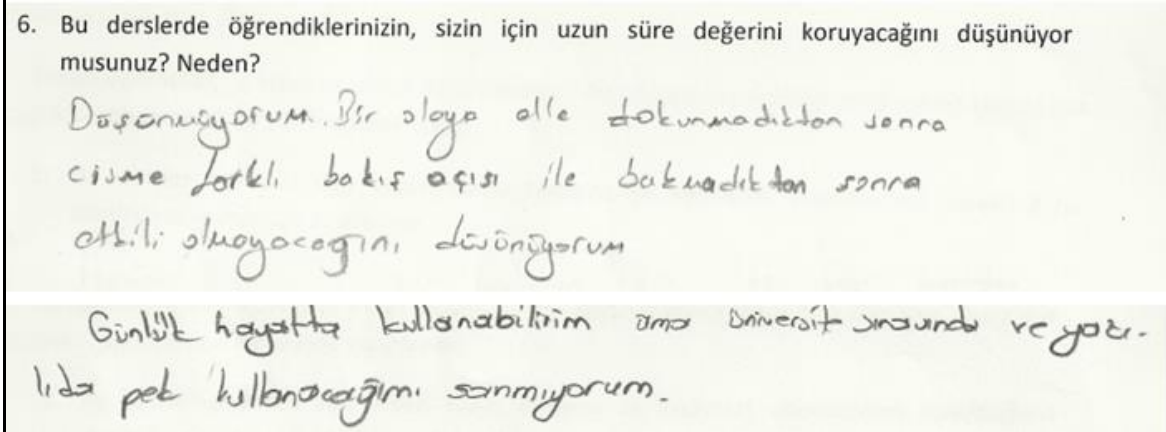 6. Bu derslerde öğrendiklerinizin, sizin için uzun süre değerini koruyacağını düşünüyor
musunuz? Neden?
Düşünüyorum. Bir olaya elle dokunmadıktan sonra
cisme farklı bakış açısı ile bakmadıktan sonra
etkili olmayacağını düşünüyorum
Günlük hayatta kullanabilirim ama üniversite sınavında ve yazı-
lıda pek kullanacağımı sanmıyorum.